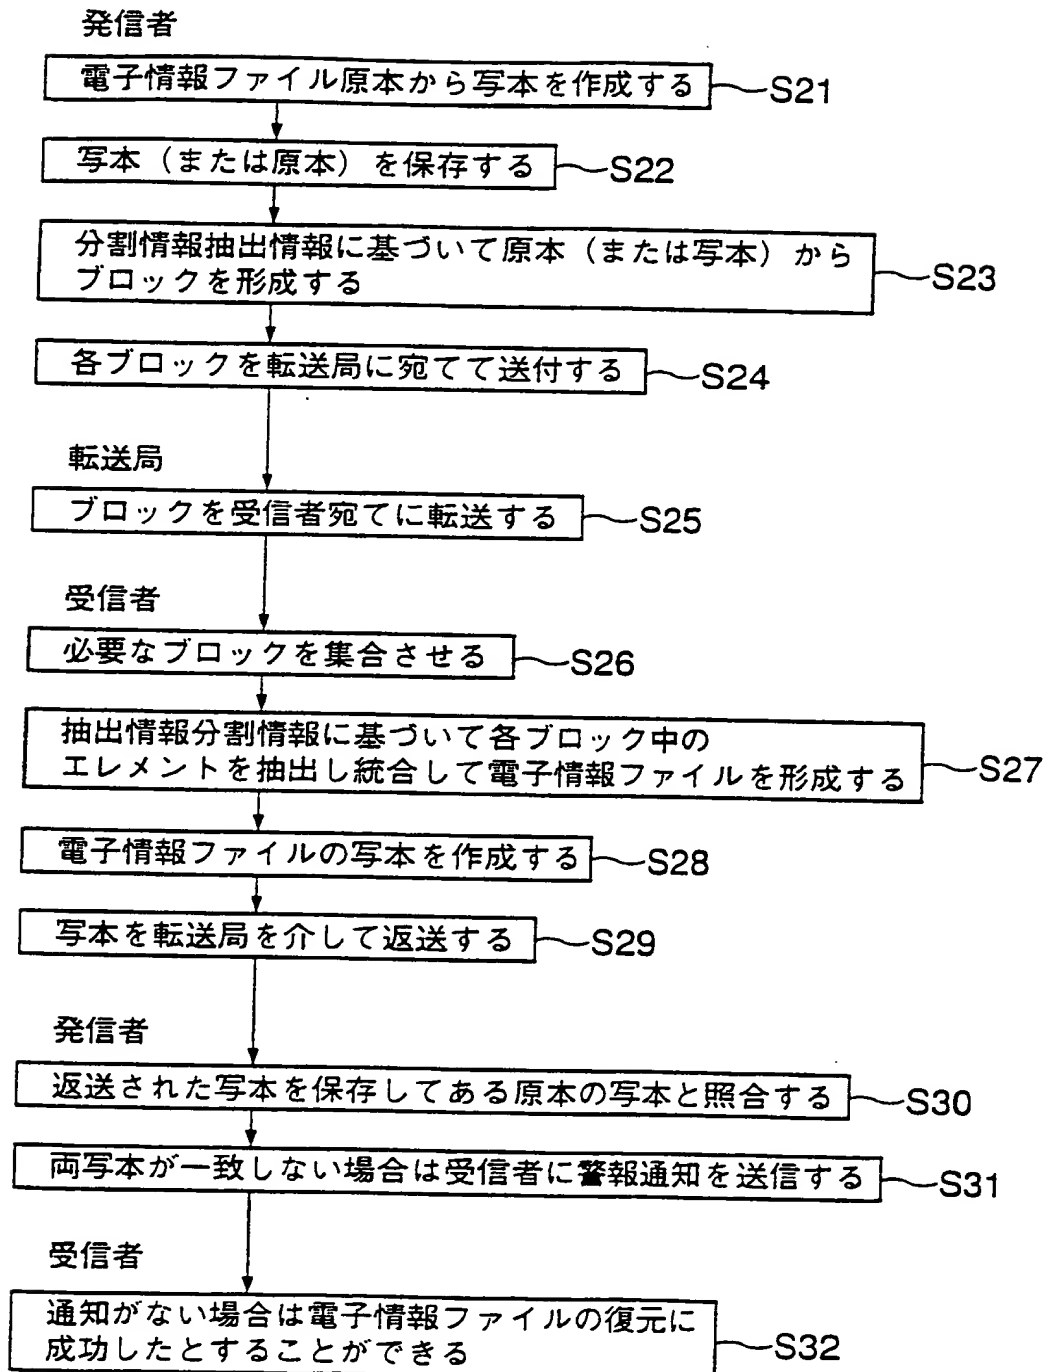 発信者
電子情報ファイル原本から写本を作成する S21
写本（または原本）を保存する S22
分割情報抽出情報に基づいて原本（または写本）から
ブロックを形成する S23
各ブロックを転送局に宛てて送付する S24
転送局
ブロックを受信者宛てに転送する S25
受信者
必要なブロックを集合させる S26
抽出情報分割情報に基づいて各ブロック中の
エレメントを抽出し統合して電子情報ファイルを形成する S27
電子情報ファイルの写本を作成する S28
写本を転送局を介して返送する S29
発信者
返送された写本を保存してある原本の写本と照合する S30
両写本が一致しない場合は受信者に警報通知を送信する S31
受信者
通知がない場合は電子情報ファイルの復元に
成功したとすることができる S32